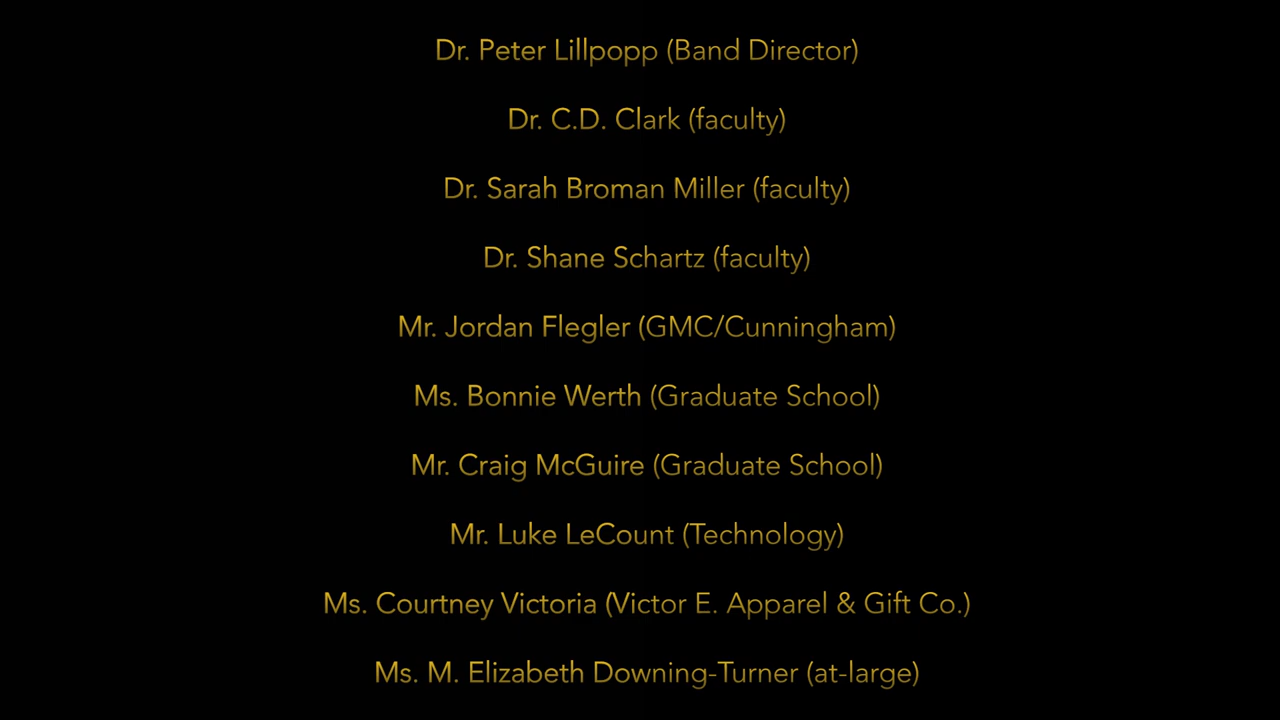 Dr. Peter Lillpopp (Band Director)
Dr. C.D. Clark (faculty)
Dr. Sarah Broman Miller (faculty)
Dr. Shane Schartz (faculty)
Mr. Jordan Flegler (GMC/Cunningham)
Ms. Bonnie Werth (Graduate School)
Mr. Craig McGuire (Graduate School)
Mr. Luke LeCount (Technology)
Ms. Courtney Victoria (Victor E. Apparel & Gift Co.)
Ms. M. Elizabeth Downing-Turner (at-large)